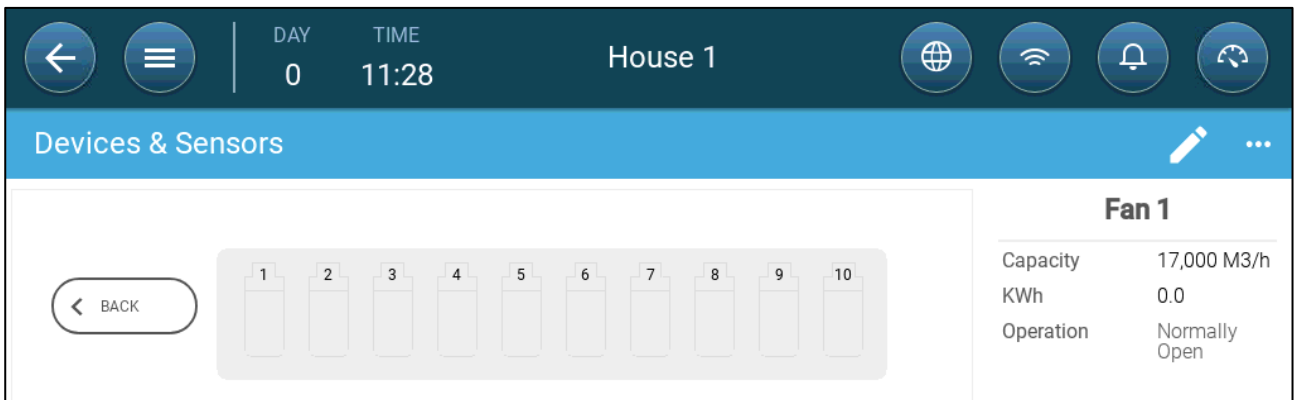 DAY TIME
0 11:28
House 1
Devices & Sensors
BACK
1 2 3 4 5 6 7 8 9 10
Fan 1
Capacity 17,000 M3/h
KWh 0.0
Operation Normally
Open